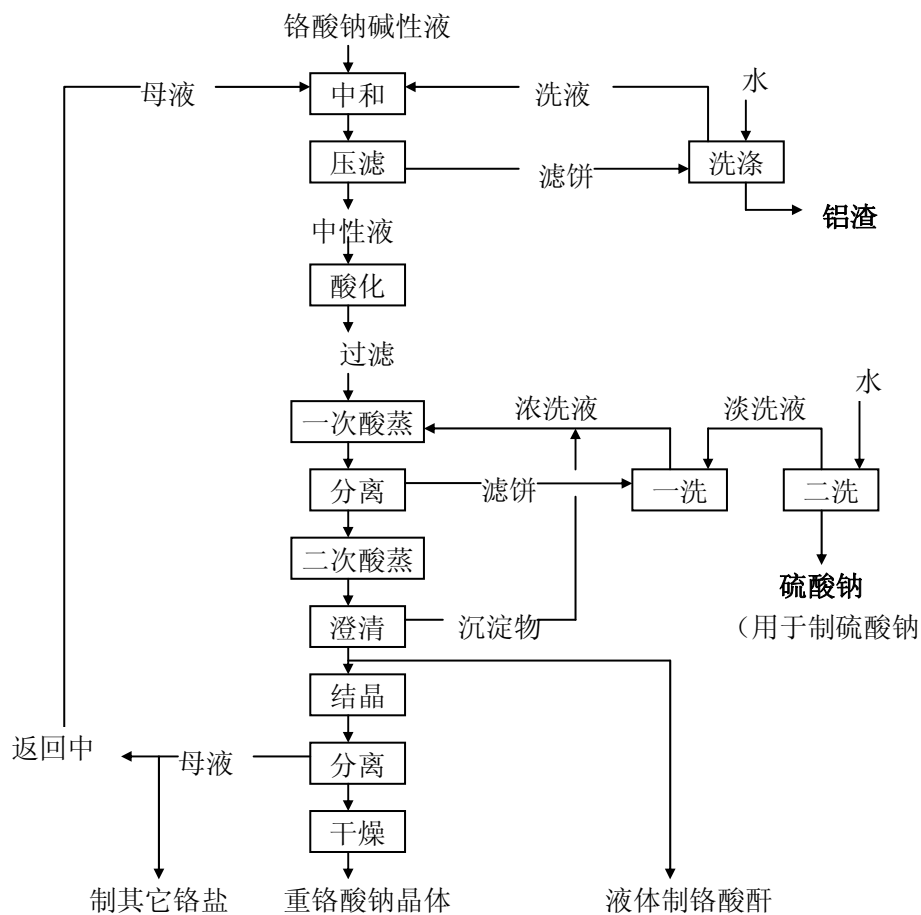 铬酸钠碱性液
母液
中和
洗液
水
压滤
滤饼
洗涤
铝渣
中性液
酸化
过滤
水
一次酸蒸
浓洗液
淡洗液
分离
滤饼
一洗
二洗
二次酸蒸
硫酸钠
澄清
沉淀物
（用于制硫酸钠
结晶
返回中
母液
分离
干燥
制其它铬盐
重铬酸钠晶体
液体制铬酸酐